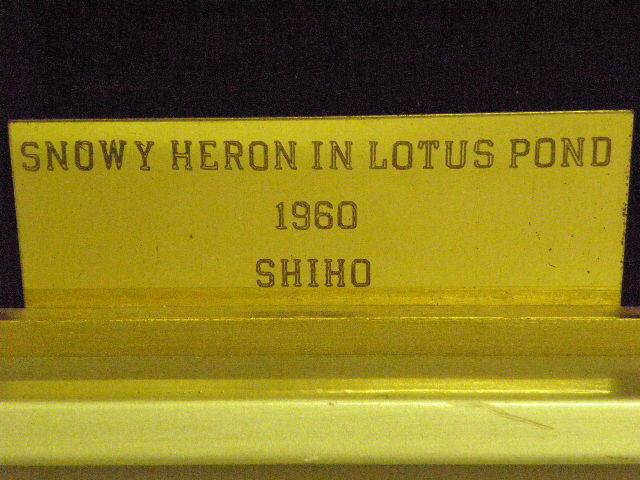 SNOWY HERON IN LOTUS POND
1960
SHIHO